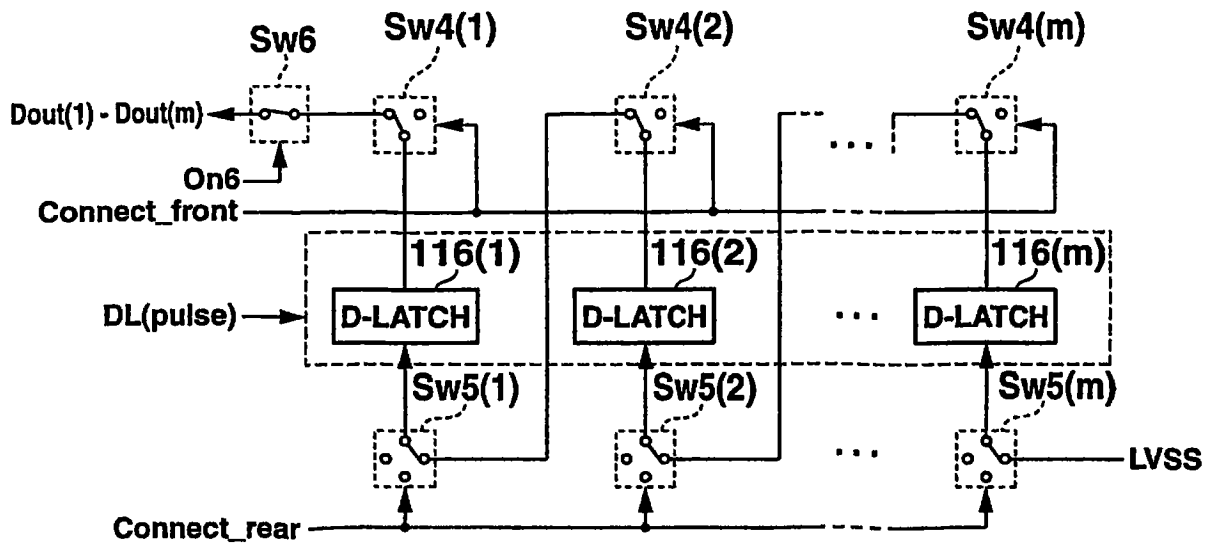 Sw6
Sw4(1)
Sw4(2)
Sw4(m)
Dout(1) - Dout(m)
On6
Connect_front
116(1)
116(2)
116(m)
DL(pulse)
D-LATCH
D-LATCH
D-LATCH
Sw5(1)
Sw5(2)
Sw5(m)
LVSS
Connect_rear